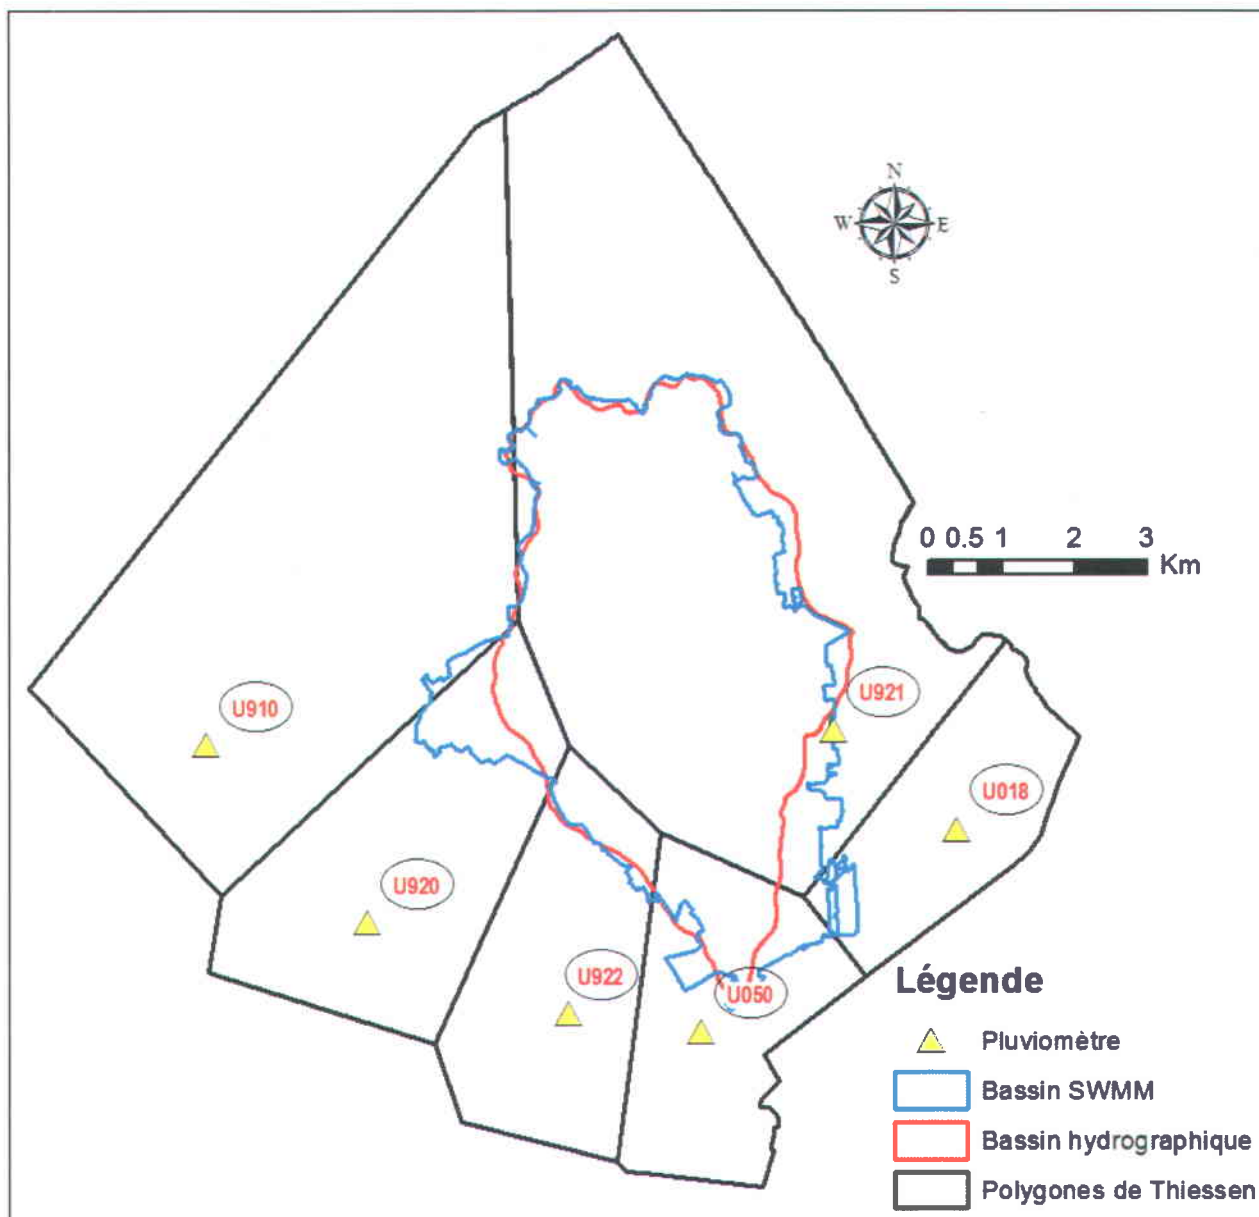 N
W E
S
0 0.5 1 2 3
Km
U921
U910
U018
U920
U922
U050
Légende
Pluviomètre
Bassin SWMM
Bassin hydrographique
Polygones de Thiessen